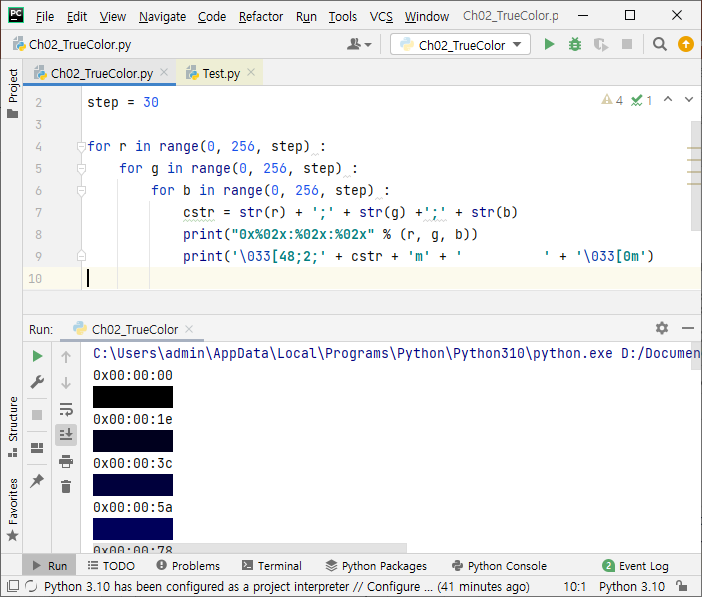 PC File Edit View Navigate Code Refactor Run Tools VCS Window Ch02_TrueColor.p
Ch02_TrueColor.py Ch02_TrueColor
Project
Ch02_TrueColor.py Test.py
2 step = 30 4 1
3
4 for r in range(0, 256, step) :
5 for g in range(0, 256, step) :
6 for b in range(0, 256, step) :
7 cstr = str(r) + ';' + str(g) +';' + str(b)
8 print("0x%02x:%02x:%02x" % (r, g, b))
9 print('\033[48;2;' + cstr + 'm' + '          ' + '\033[0m')
10
Run: Ch02_TrueColor
C:\Users\admin\AppData\Local\Programs\Python\Python310\python.exe D:/Documen
0x00:00:00
0x00:00:1e
0x00:00:3c
0x00:00:5a
0x00:00:78
Structure
Favorites
Run TODO Problems Terminal Python Packages Python Console 2 Event Log
Python 3.10 has been configured as a project interpreter // Configure ... (41 minutes ago) 10:1 Python 3.10